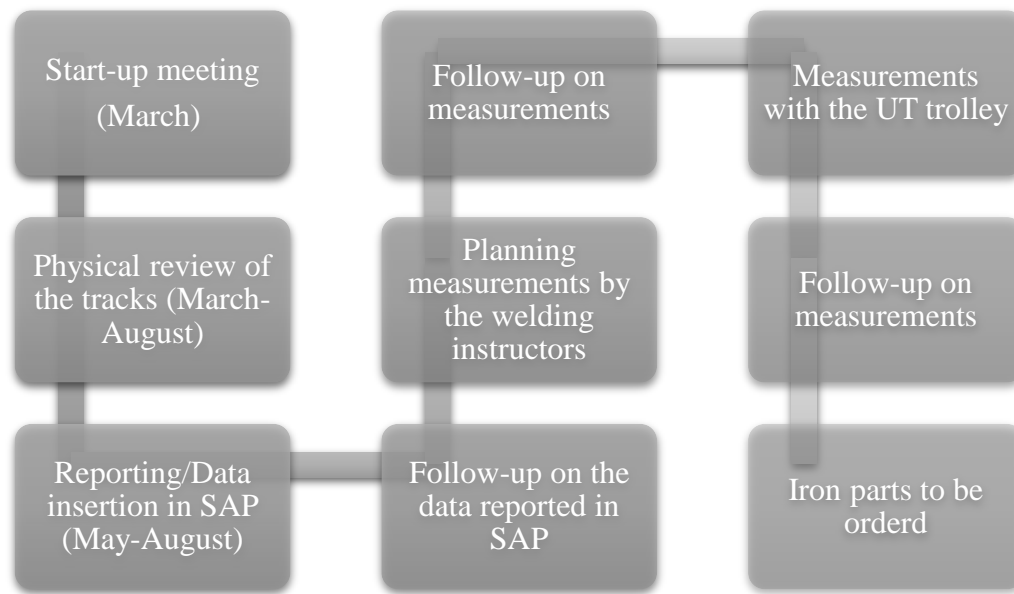 Start-up meeting
(March)
Physical review of
the tracks (March-
August)
Reporting/Data
insertion in SAP
(May-August)
Follow-up on the
data reported in
SAP
Planning
measurements by
the welding
instructors
Follow-up on
measurements
Measurements
with the UT trolley
Follow-up on
measurements
Iron parts to be
orderd